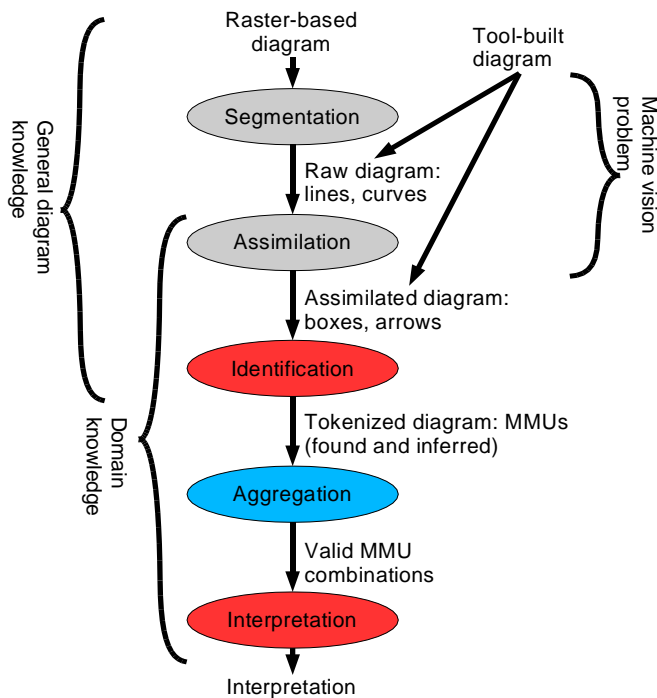 Raster-based
diagram
Tool-built
diagram
Segmentation
Raw diagram:
lines, curves
Assimilation
Assimilated diagram:
boxes, arrows
Identification
Tokenized diagram: MMUs
(found and inferred)
Aggregation
Valid MMU
combinations
Interpretation
Interpretation
General diagram
knowledge
Domain
knowledge
Machine vision
problem